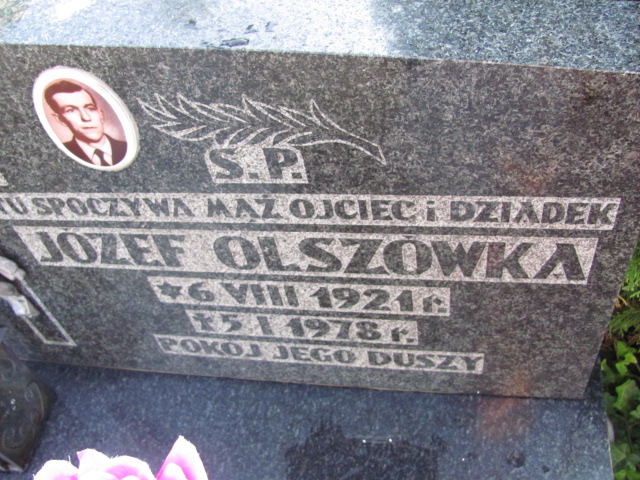 Ś.P.
TU SPOCZYWA MĄŻ OJCIEC i DZIADEK
JÓZEF OLSZÓWKA
★6 VIII 1921 r.
✝5 I 1978 r.
POKÓJ JEGO DUSZY